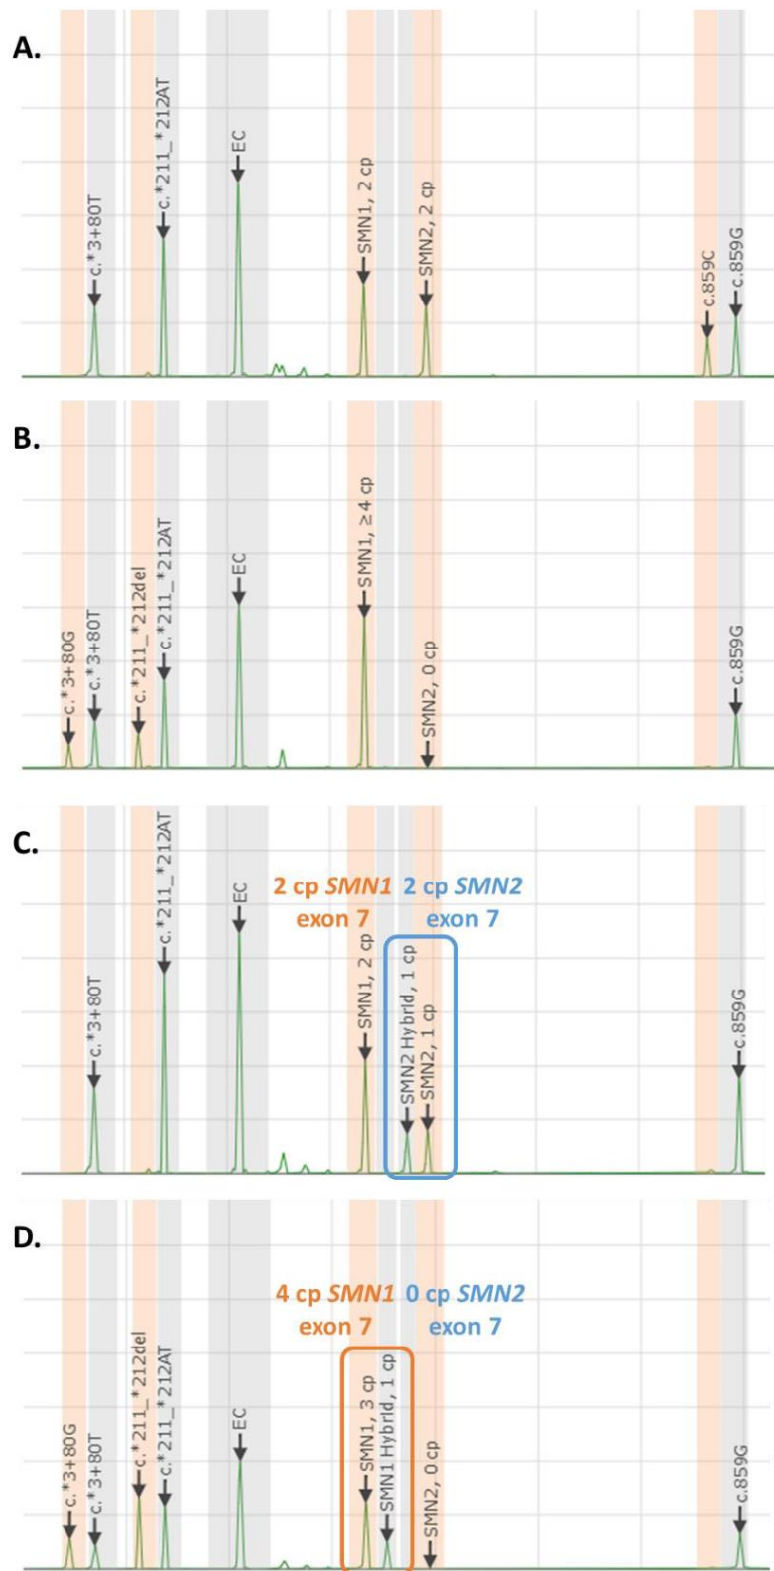 A.
c.*3+80T
c.*211_*212AT
EC
SMN1, 2 cp
SMN2, 2 cp
c.859C
c.859G
B.
c.*3+80G
c.*3+80T
c.*211_*212del
c.*211_*212AT
EC
SMN1, ≥4 cp
SMN2, 0 cp
c.859G
C.
2 cp SMN1 2 cp SMN2
exon 7 exon 7
c.*3+80T
c.*211_*212AT
EC
SMN1, 2 cp
SMN2 Hybrid, 1 cp
SMN2, 1 cp
c.859G
D.
4 cp SMN1 0 cp SMN2
exon 7 exon 7
c.*3+80G
c.*3+80T
c.*211_*212del
c.*211_*212AT
EC
SMN1, 3 cp
SMN1 Hybrid, 1 cp
SMN2, 0 cp
c.859G